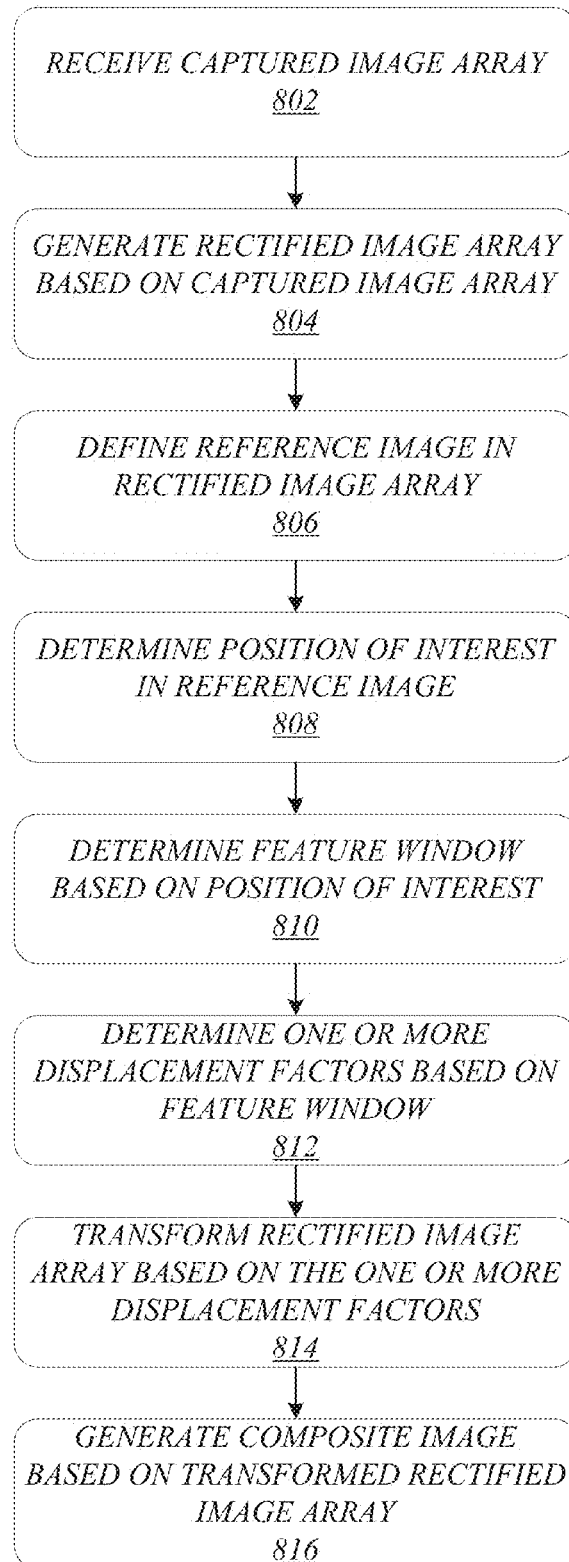 RECEIVE CAPTURED IMAGE ARRAY
802
GENERATE RECTIFIED IMAGE ARRAY
BASED ON CAPTURED IMAGE ARRAY
804
DEFINE REFERENCE IMAGE IN
RECTIFIED IMAGE ARRAY
806
DETERMINE POSITION OF INTEREST
IN REFERENCE IMAGE
808
DETERMINE FEATURE WINDOW
BASED ON POSITION OF INTEREST
810
DETERMINE ONE OR MORE
DISPLACEMENT FACTORS BASED ON
FEATURE WINDOW
812
TRANSFORM RECTIFIED IMAGE
ARRAY BASED ON THE ONE OR MORE
DISPLACEMENT FACTORS
814
GENERATE COMPOSITE IMAGE
BASED ON TRANSFORMED RECTIFIED
IMAGE ARRAY
816